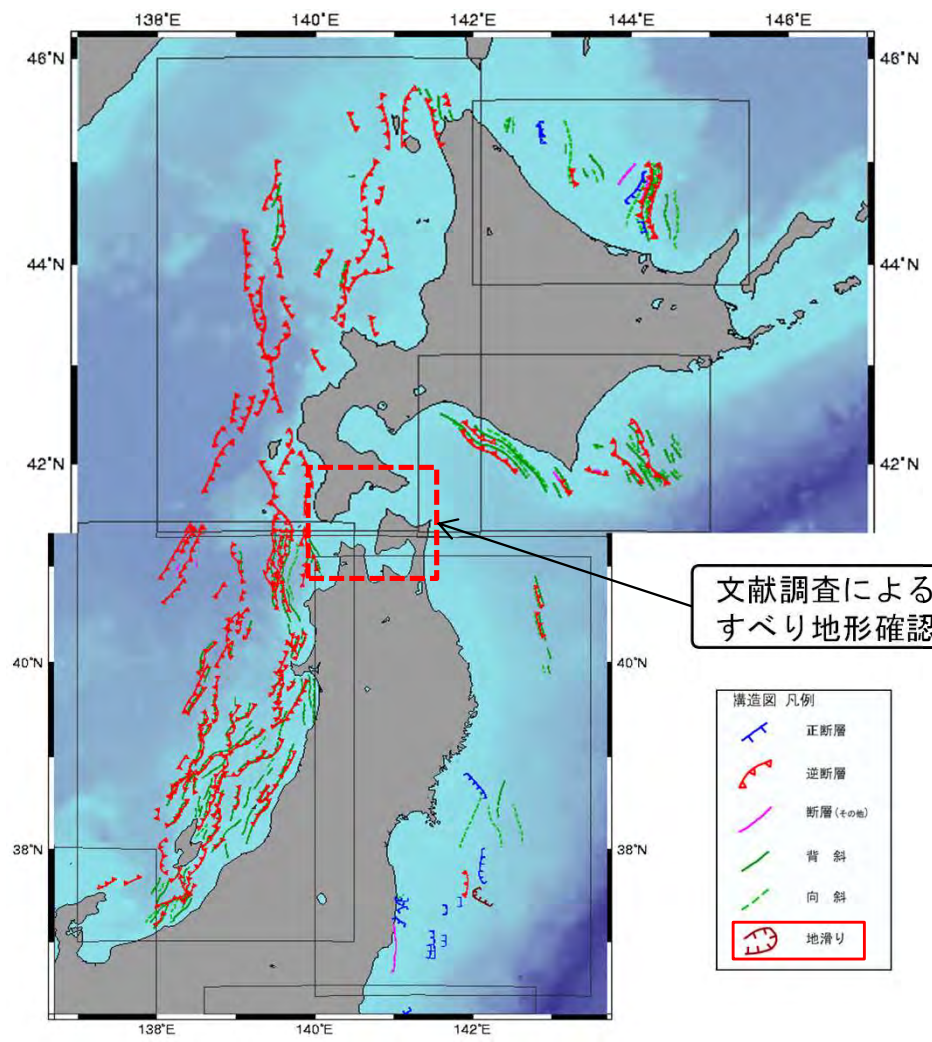 138°E 140°E 142°E 144°E 146°E
46°N 46°N
44°N 44°N
42°N 42°N
文献調査による
すべり地形確認
40°N 40°N
構造図 凡例
正断層
逆断層
断層(その他)
背 斜
向 斜
地滑り
38°N 38°N
138°E 140°E 142°E